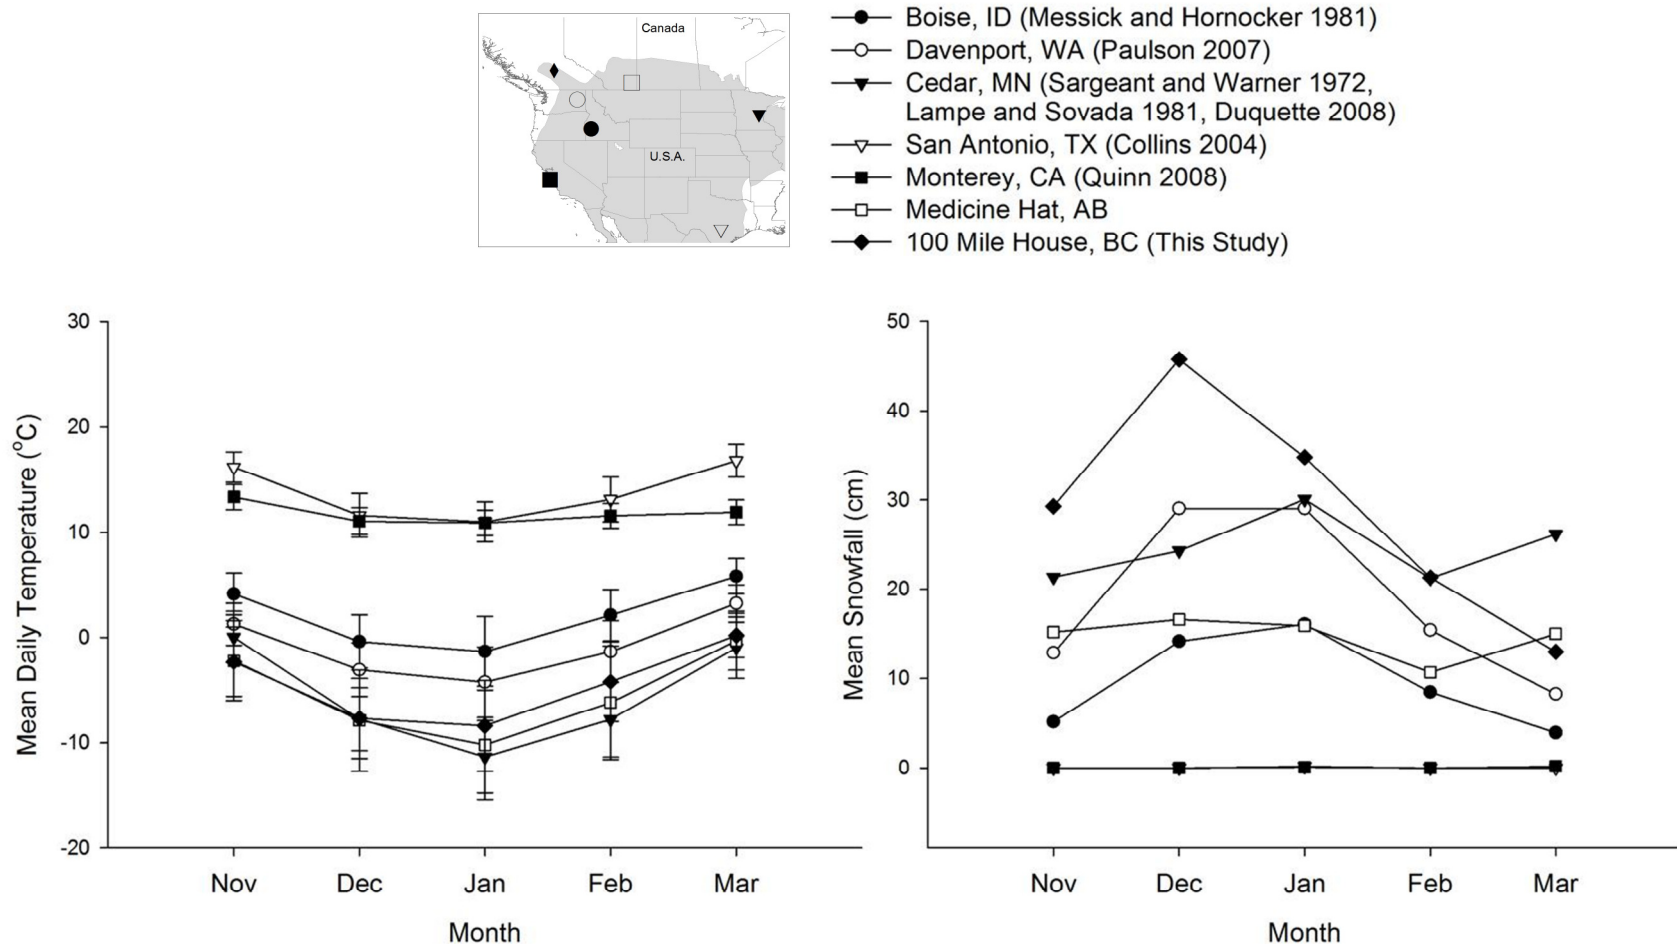 Canada
U.S.A.
Boise, ID (Messick and Hornocker 1981)
Davenport, WA (Paulson 2007)
Cedar, MN (Sargeant and Warner 1972,
Lampe and Sovada 1981, Duquette 2008)
San Antonio, TX (Collins 2004)
Monterey, CA (Quinn 2008)
Medicine Hat, AB
100 Mile House, BC (This Study)
Mean Daily Temperature (°C)
30
20
10
0
-10
-20
Nov Dec Jan Feb Mar
Month
Mean Snowfall (cm)
50
40
30
20
10
0
Nov Dec Jan Feb Mar
Month